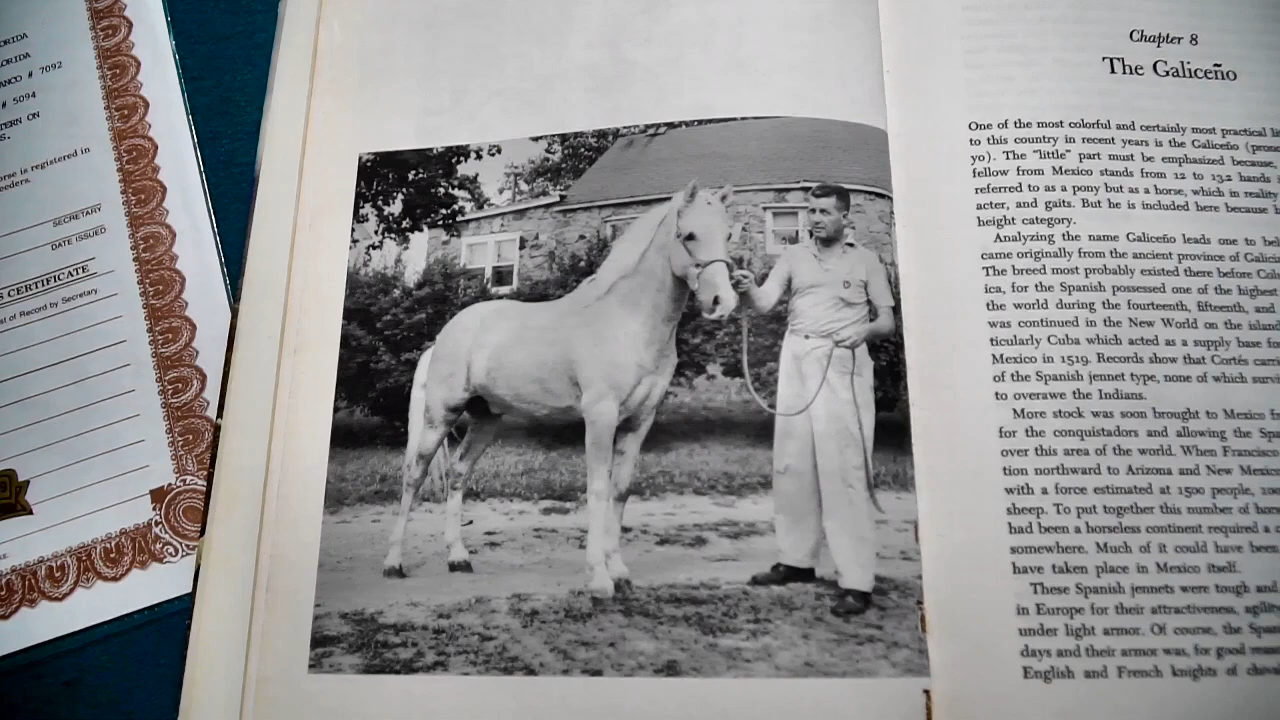 ORIDA
LORIDA
ANCO # 7092
# 5094
TERN ON
S.
orse is registered in
eeders.
SECRETARY
DATE ISSUED
S CERTIFICATE
st of Record by Secretary.
Chapter 8
The Galiceño
One of the most colorful and certainly most practical li
to this country in recent years is the Galiceño (pron
yo). The "little" part must be emphasized because,
fellow from Mexico stands from 12 to 13.2 hands
referred to as a pony but as a horse, which in reality
acter, and gaits. But he is included here because
height category.
Analyzing the name Galiceño leads one to bel
came originally from the ancient province of Galici
The breed most probably existed there before Col
ica, for the Spanish possessed one of the highest
the world during the fourteenth, fifteenth, and
was continued in the New World on the island
ticularly Cuba which acted as a supply base fo
Mexico in 1519. Records show that Cortés carr
of the Spanish jennet type, none of which survi
to overawe the Indians.
More stock was soon brought to Mexico fr
for the conquistadors and allowing the Spa
over this area of the world. When Francisco
tion northward to Arizona and New Mexico
with a force estimated at 1500 people,
sheep. To put together this number of hors
had been a horseless continent required a
somewhere. Much of it could have been
have taken place in Mexico itself.
These Spanish jennets were tough and
in Europe for their attractiveness, agility
under light armor. Of course, the Span
days and their armor was, for good reaso
English and French knights of